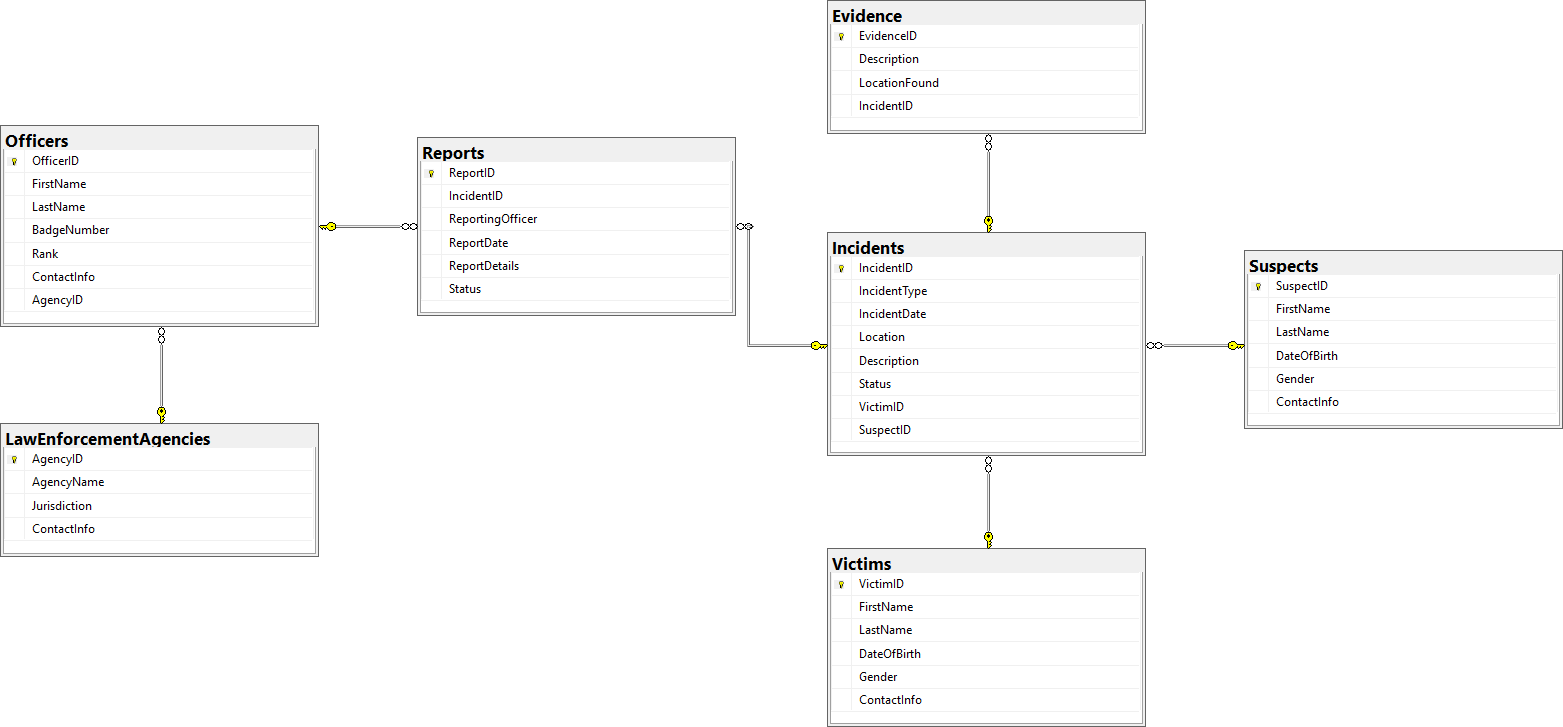 Evidence
EvidenceID
Description
LocationFound
IncidentID
Officers
OfficerID
FirstName
LastName
BadgeNumber
Rank
ContactInfo
AgencyID
Reports
ReportID
IncidentID
ReportingOfficer
ReportDate
ReportDetails
Status
Incidents
IncidentID
IncidentType
IncidentDate
Location
Description
Status
VictimID
SuspectID
Suspects
SuspectID
FirstName
LastName
DateOfBirth
Gender
ContactInfo
LawEnforcementAgencies
AgencyID
AgencyName
Jurisdiction
ContactInfo
Victims
VictimID
FirstName
LastName
DateOfBirth
Gender
ContactInfo